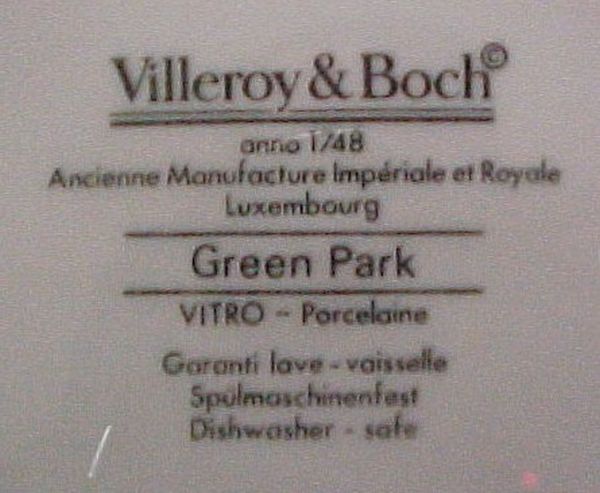 Villeroy & Boch©
anno 1748
Ancienne Manufacture Impériale et Royale
Luxembourg
Green Park
VITRO - Porcelaine
Garanti lave - vaisselle
Spülmaschinenfest
Dishwasher - safe